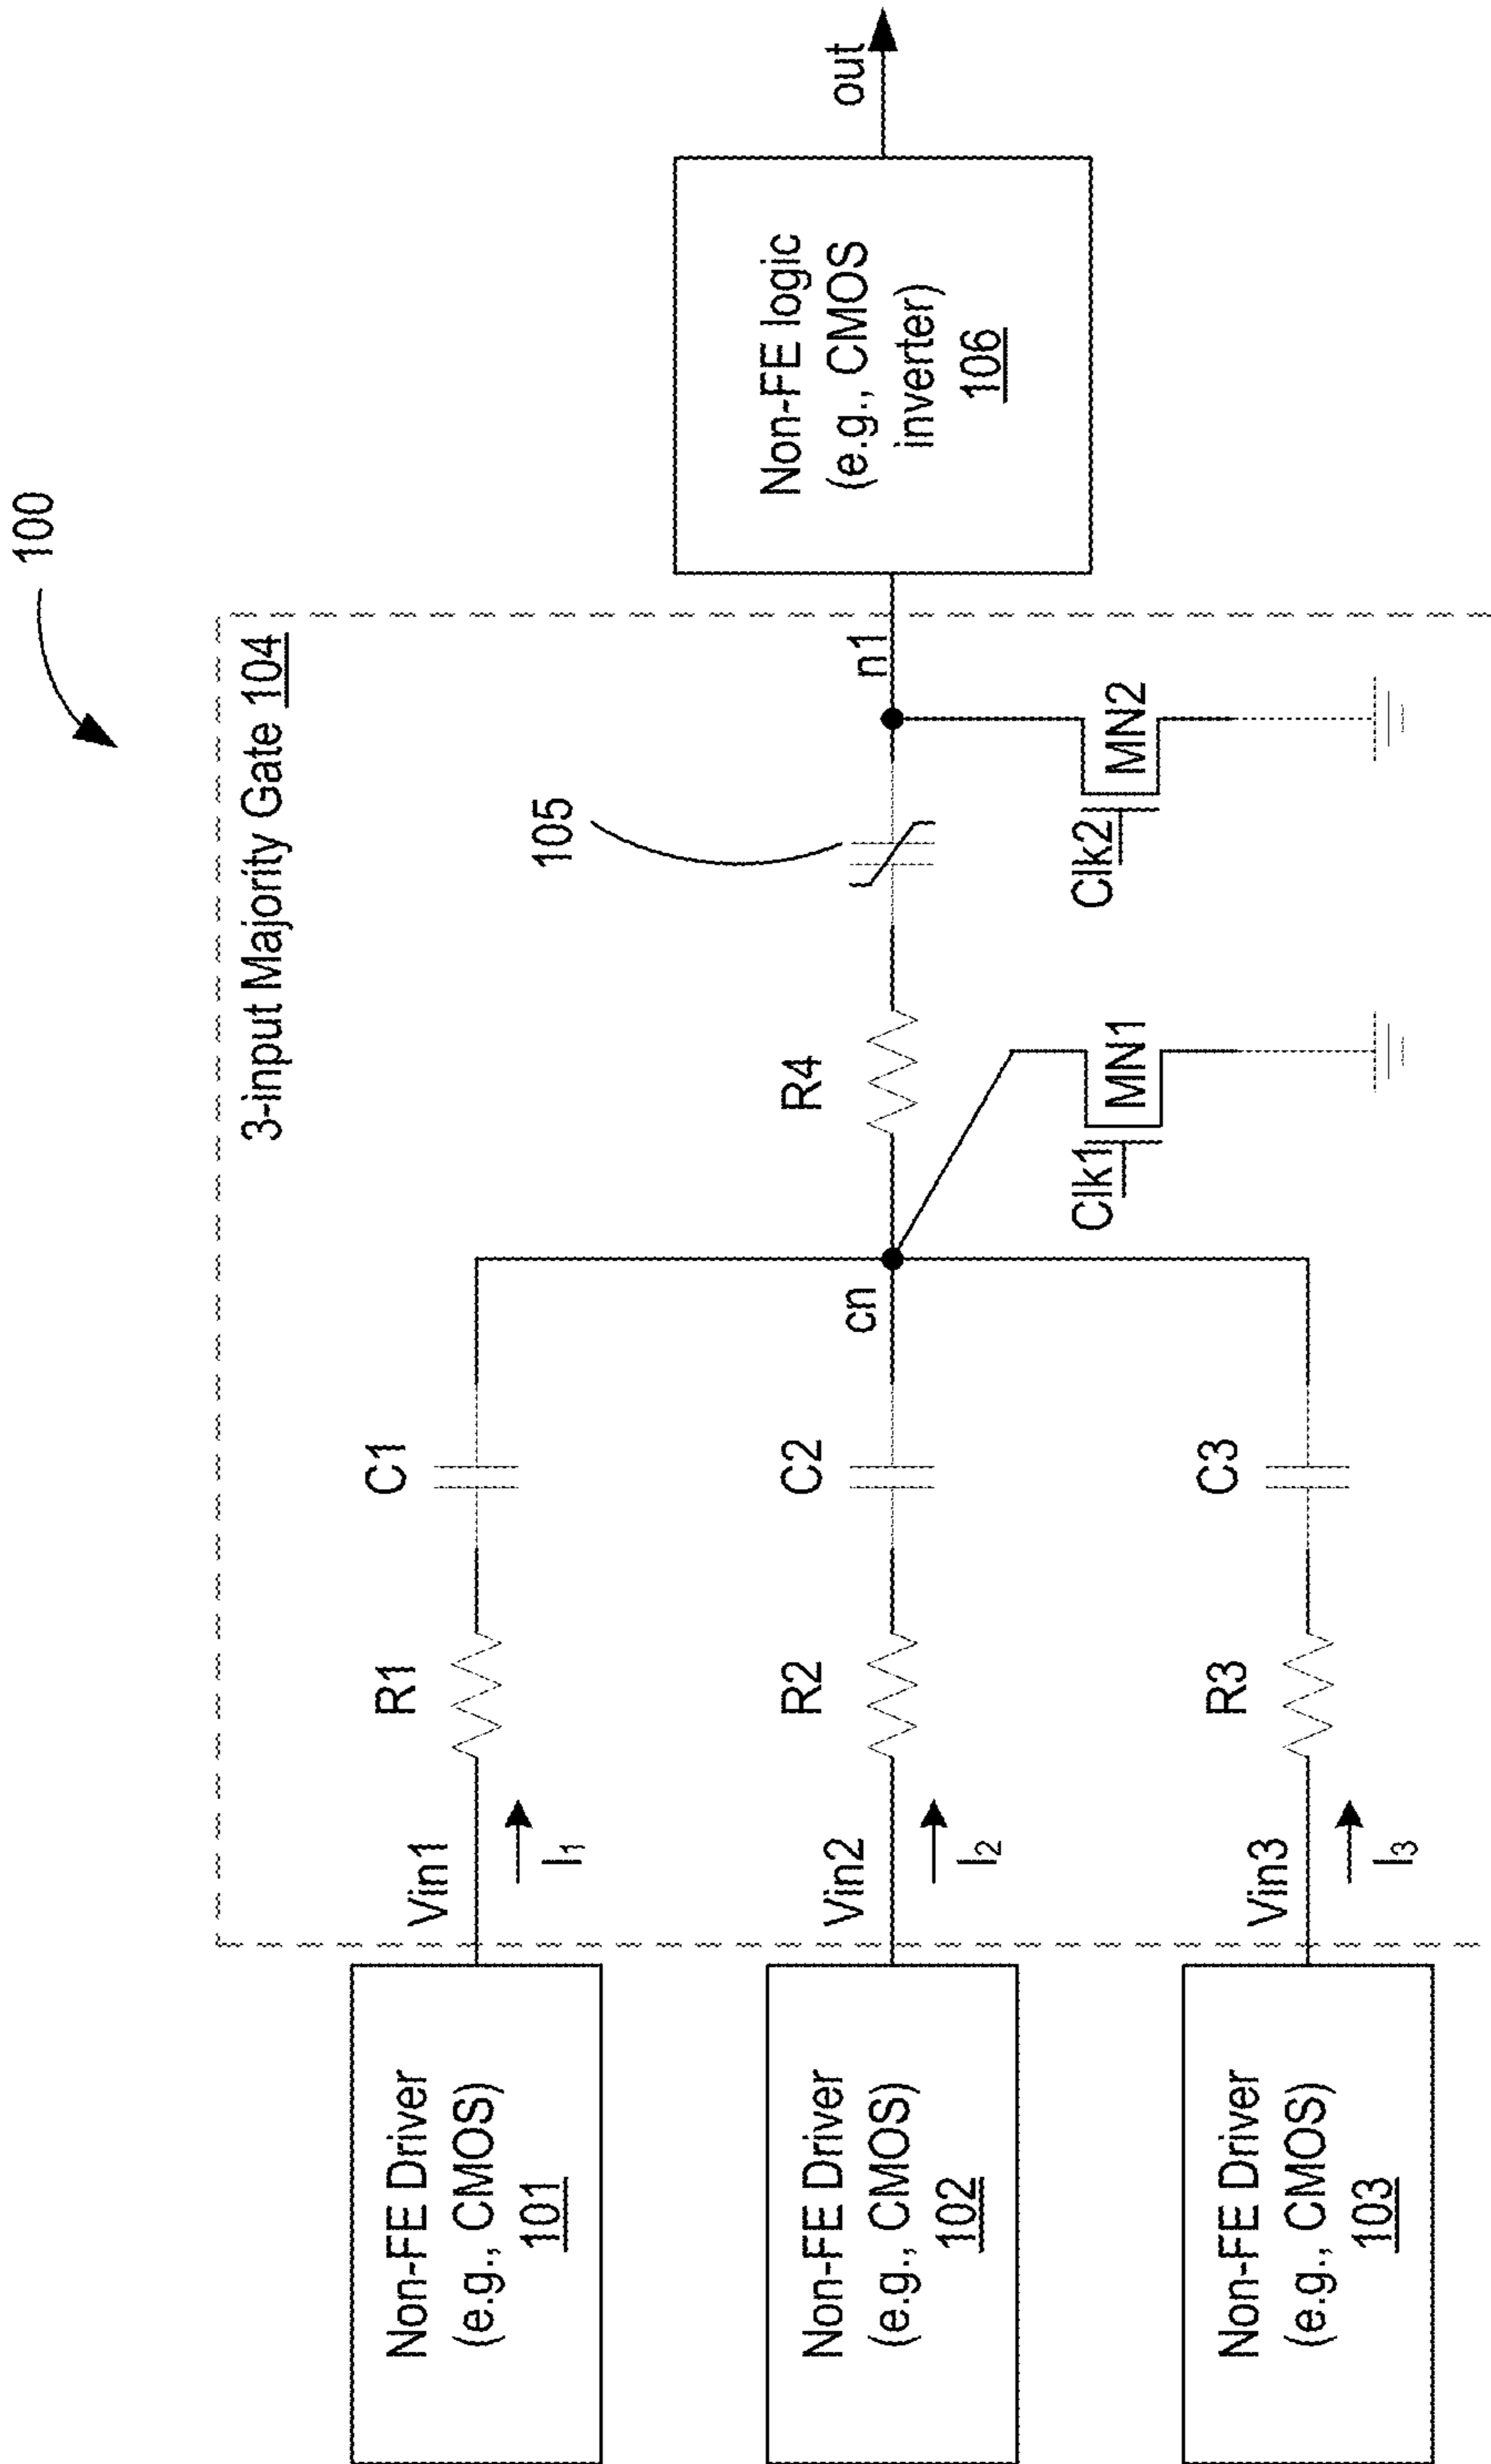 100
3-input Majority Gate 104
Non-FE Driver
(e.g., CMOS)
101
Vin1
I₁
R1
C1
Non-FE Driver
(e.g., CMOS)
102
Vin2
I₂
R2
C2
cn
R4
105
n1
Non-FE logic
(e.g., CMOS
inverter)
106
out
Non-FE Driver
(e.g., CMOS)
103
Vin3
I₃
R3
C3
Clk1
MN1
Clk2
MN2